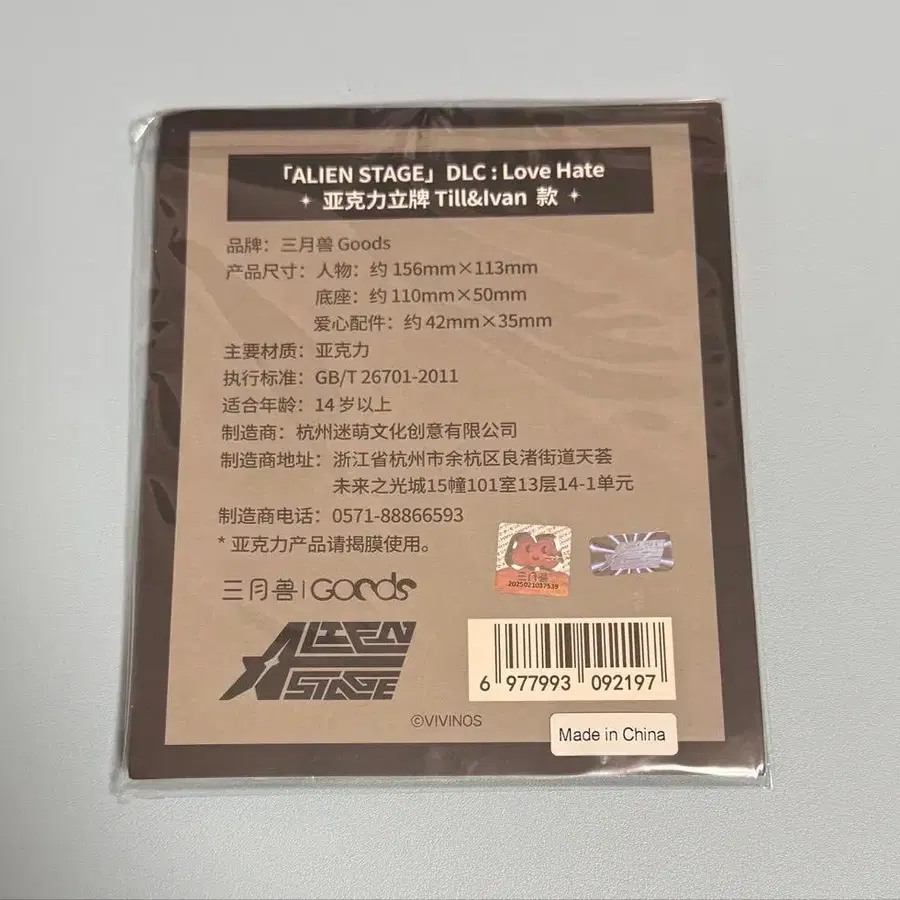 「ALIEN STAGE」DLC : Love Hate
亚克力立牌 Till&Ivan 款
品牌：三月兽 Goods
产品尺寸：人物：约 156mm×113mm
底座：约 110mm×50mm
爱心配件：约 42mm×35mm
主要材质：亚克力
执行标准：GB/T 26701-2011
适合年龄：14 岁以上
制造商：杭州迷萌文化创意有限公司
制造商地址：浙江省杭州市余杭区良渚街道天荟
未来之光城15幢101室13层14-1单元
制造商电话：0571-88866593
* 亚克力产品请揭膜使用。
三月兽
三月兽|Goods
ALIEN STAGE
6 977993 092197
©VIVINOS
Made in China